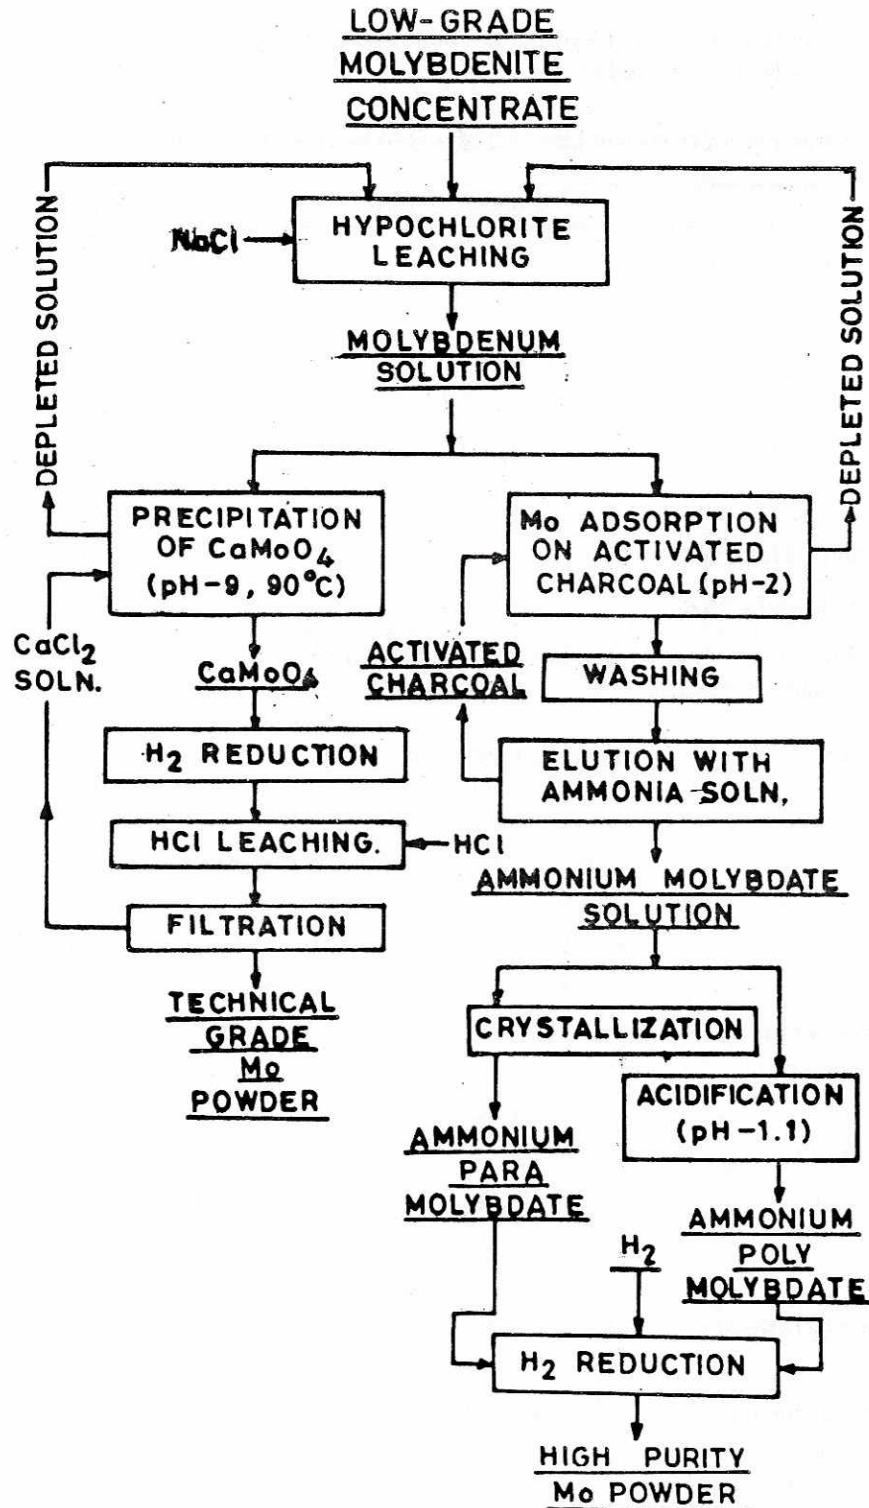 LOW-GRADE
MOLYBDENITE
CONCENTRATE
DEPLETED SOLUTION
NaCl
HYPOCHLORITE
LEACHING
DEPLETED SOLUTION
MOLYBDENUM
SOLUTION
PRECIPITATION
OF CaMoO4
(pH-9, 90°C)
Mo ADSORPTION
ON ACTIVATED
CHARCOAL (pH-2)
CaCl2
SOLN.
CaMoO4
ACTIVATED
CHARCOAL
WASHING
H2 REDUCTION
ELUTION WITH
AMMONIA SOLN,
HCl LEACHING.
HCl
AMMONIUM MOLYBDATE
SOLUTION
FILTRATION
TECHNICAL
GRADE
Mo
POWDER
CRYSTALLIZATION
ACIDIFICATION
(pH-1.1)
AMMONIUM
PARA
MOLYBDATE
AMMONIUM
POLY
MOLYBDATE
H2
H2 REDUCTION
HIGH PURITY
Mo POWDER